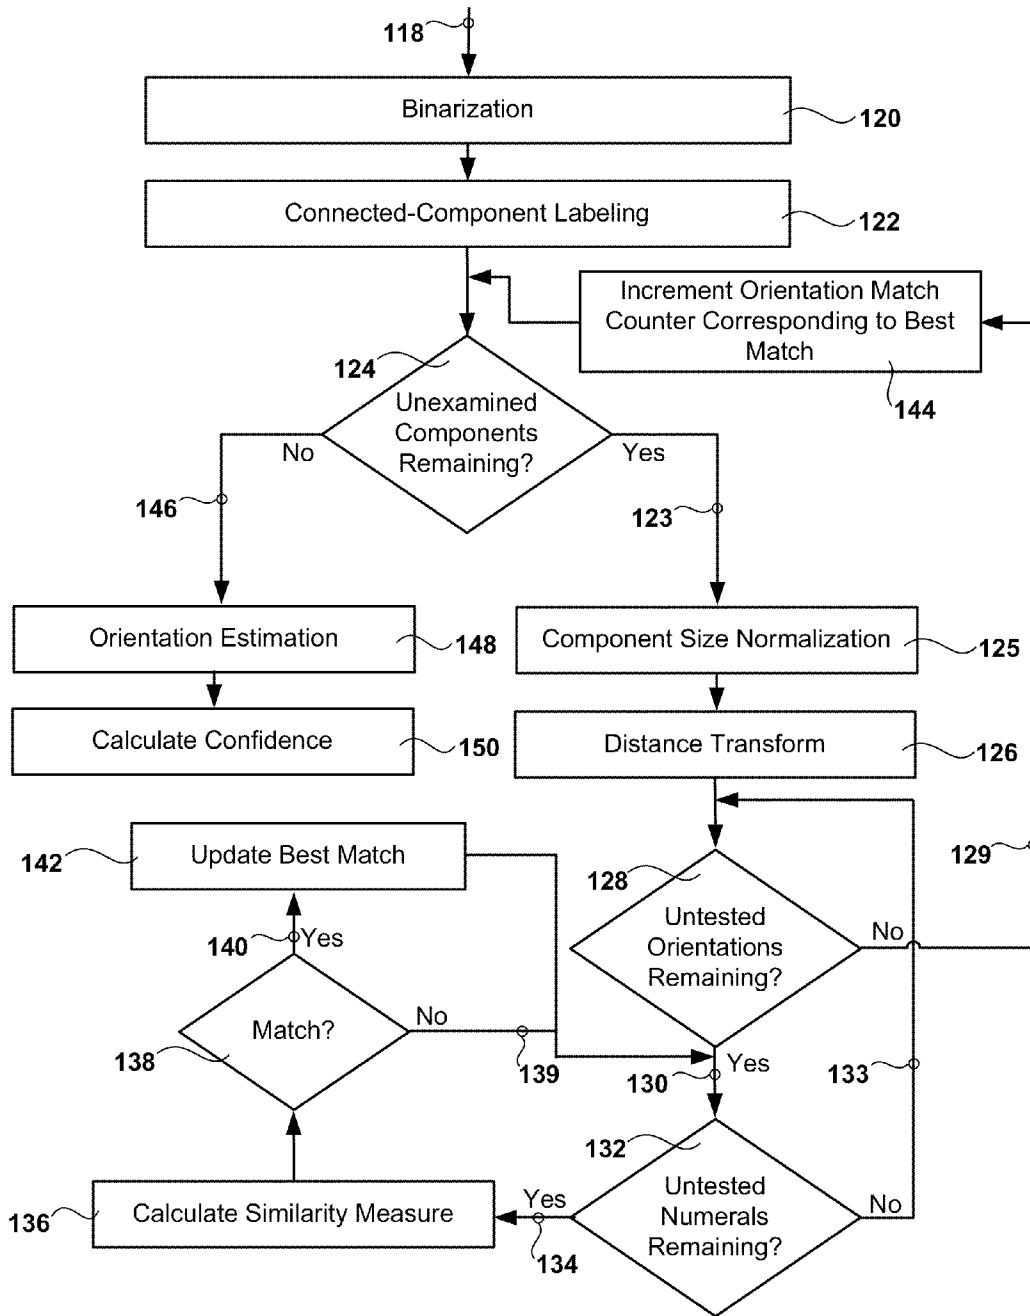 118
Binarization
120
Connected-Component Labeling
122
Increment Orientation Match
Counter Corresponding to Best
Match
144
124
Unexamined
Components
Remaining?
No
Yes
146
123
Orientation Estimation
148
Component Size Normalization
125
Calculate Confidence
150
Distance Transform
126
Update Best Match
142
129
128
Untested
Orientations
Remaining?
No
140
Yes
Match?
No
138
139
Yes
130
133
132
Untested
Numerals
Remaining?
No
Yes
134
Calculate Similarity Measure
136